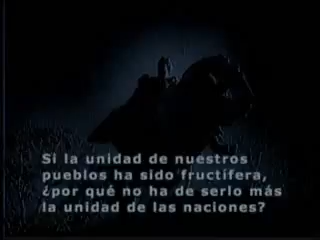 Si la unidad de nuestros
pueblos ha sido fructífera,
¿por qué no ha de serlo más
la unidad de las naciones?